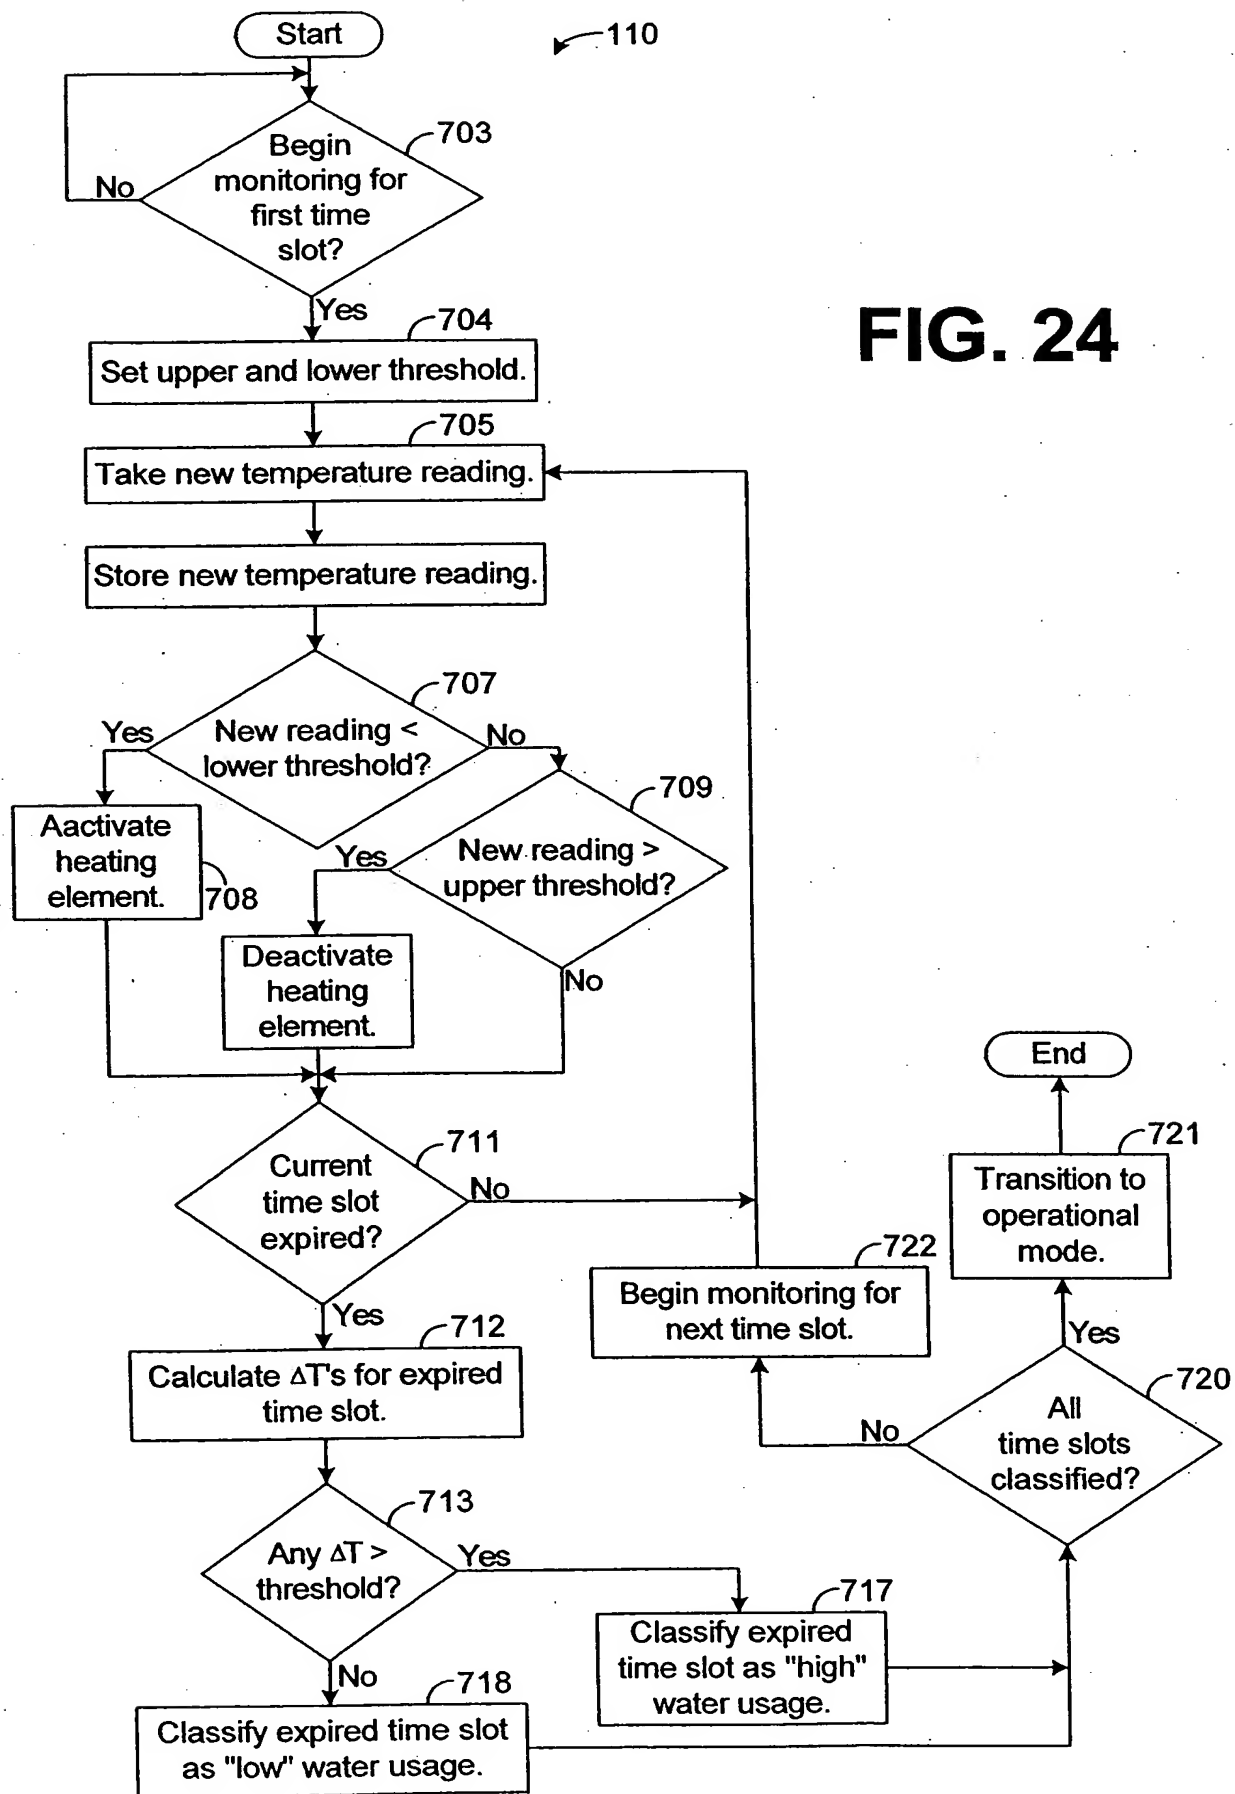 Start
110
703
Begin
monitoring for
first time
slot?
No
Yes
FIG. 24
704
Set upper and lower threshold.
705
Take new temperature reading.
Store new temperature reading.
707
Yes
New reading <
lower threshold?
No
709
Aactivate
heating
element.
708
Yes
New reading >
upper threshold?
Deactivate
heating
element.
No
End
711
Current
time slot
expired?
No
721
Transition to
operational
mode.
722
Begin monitoring for
next time slot.
Yes
712
Calculate ΔT's for expired
time slot.
Yes
720
All
time slots
classified?
No
713
Any ΔT >
threshold?
Yes
717
Classify expired
time slot as "high"
water usage.
No
718
Classify expired time slot
as "low" water usage.